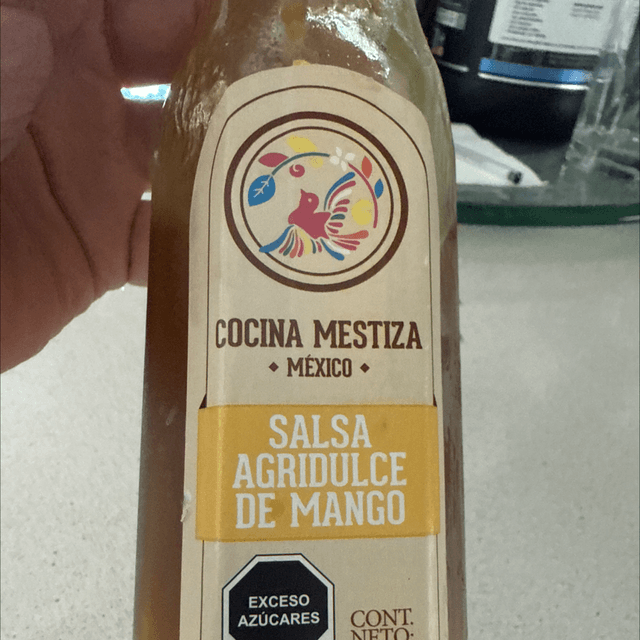 COCINA MESTIZA
MÉXICO
SALSA
AGRIDULCE
DE MANGO
EXCESO
AZÚCARES
CONT.
NETO: